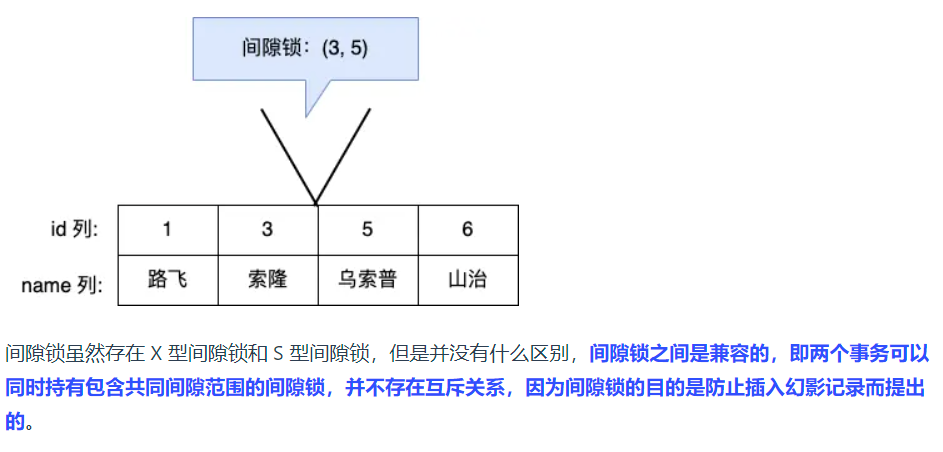 间隙锁：(3, 5)
id 列: 1 3 5 6
name 列: 路飞 索隆 乌索普 山治
间隙锁虽然存在 X 型间隙锁和 S 型间隙锁，但是并没有什么区别，间隙锁之间是兼容的，即两个事务可以
同时持有包含共同间隙范围的间隙锁，并不存在互斥关系，因为间隙锁的目的是防止插入幻影记录而提出
的。